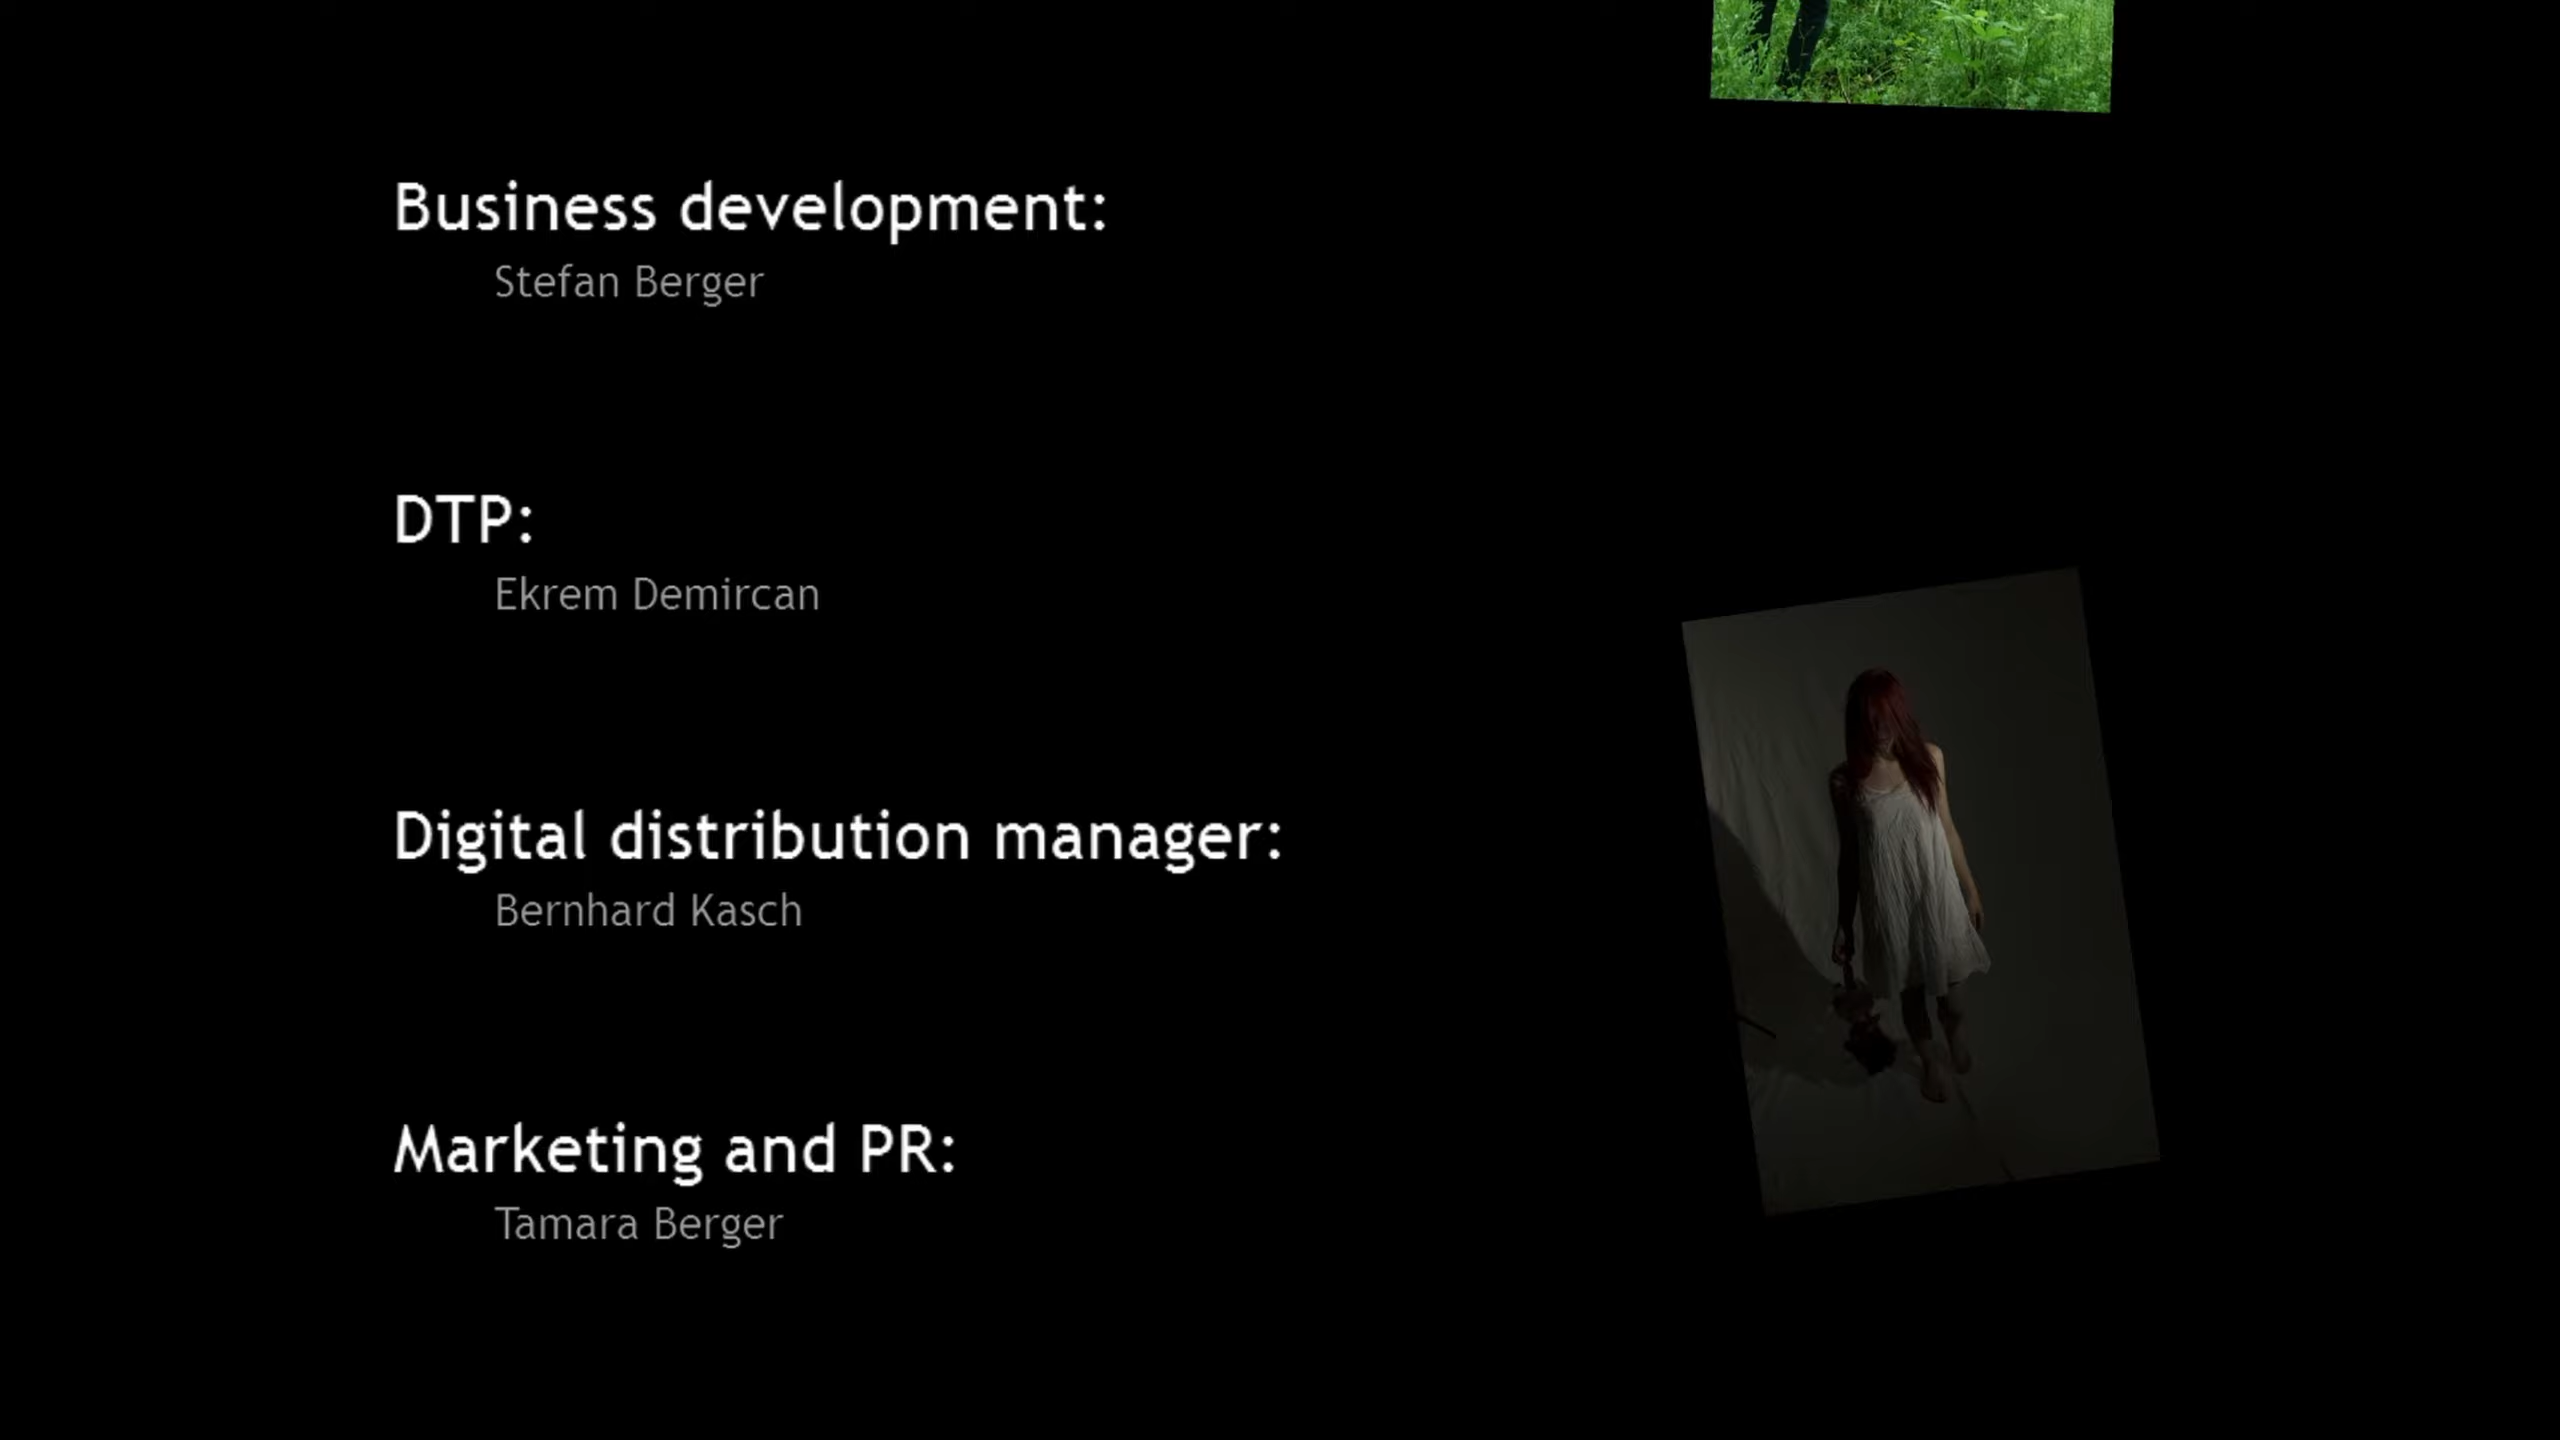 Business development:
Stefan Berger
DTP:
Ekrem Demircan
Digital distribution manager:
Bernhard Kasch
Marketing and PR:
Tamara Berger